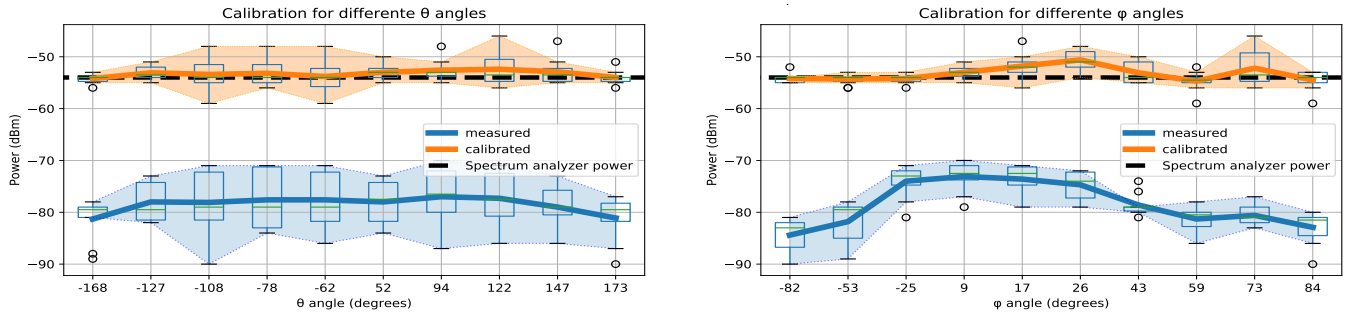 Calibration for differente θ angles
Power (dBm)
−50
−60
−70
−80
−90
measured
calibrated
Spectrum analyzer power
-168 -127 -108 -78 -62 52 94 122 147 173
θ angle (degrees)
Calibration for differente φ angles
Power (dBm)
−50
−60
−70
−80
−90
measured
calibrated
Spectrum analyzer power
-82 -53 -25 9 17 26 43 59 73 84
φ angle (degrees)